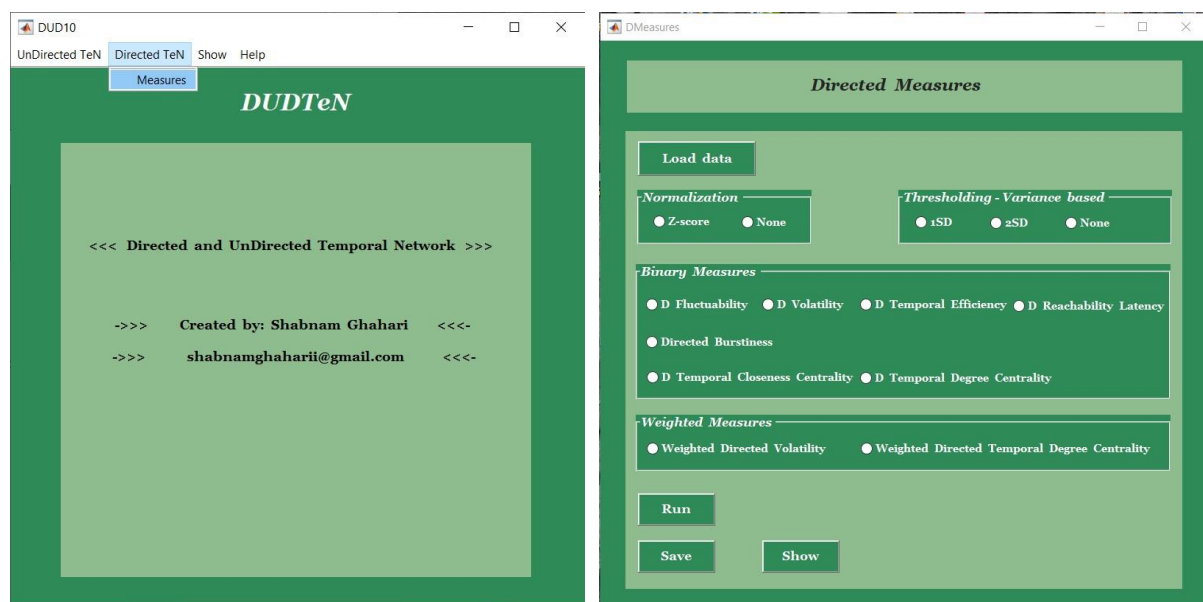 DUD10
UnDirected TeN Directed TeN Show Help
Measures
DUDTeN
<<< Directed and UnDirected Temporal Network >>>
->>> Created by: Shabnam Ghahari <<<-
->>> shabnamghaharii@gmail.com <<<-
DMeasures
Directed Measures
Load data
Normalization
Z-score None
Thresholding - Variance based
1SD 2SD None
Binary Measures
D Fluctuability D Volatility D Temporal Efficiency D Reachability Latency
Directed Burstiness
D Temporal Closeness Centrality D Temporal Degree Centrality
Weighted Measures
Weighted Directed Volatility Weighted Directed Temporal Degree Centrality
Run
Save Show